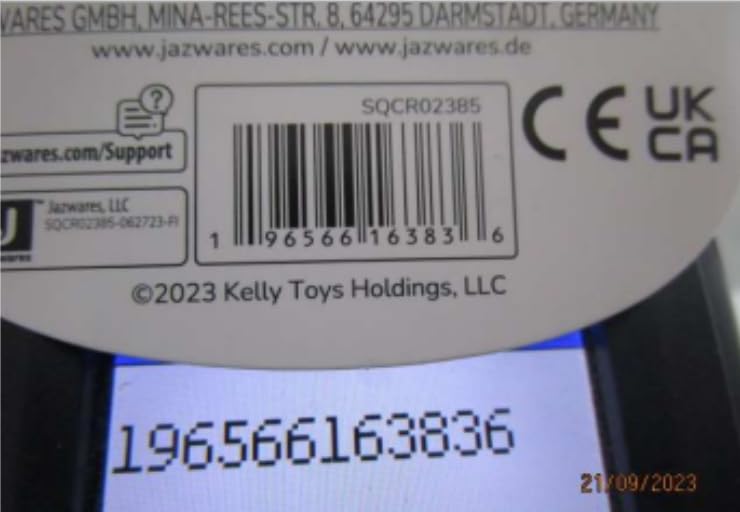 WARES GMBH, MINA-REES-STR. 8, 64295 DARMSTADT, GERMANY
www.jazwares.com / www.jazwares.de
?
SQCR02385
CE UK CA
zwares.com/Support
J ™ Jazwares, LLC
SQCR02385-062723-FI
wares
1 96566 16383 6
©2023 Kelly Toys Holdings, LLC
196566163836
21/09/2023